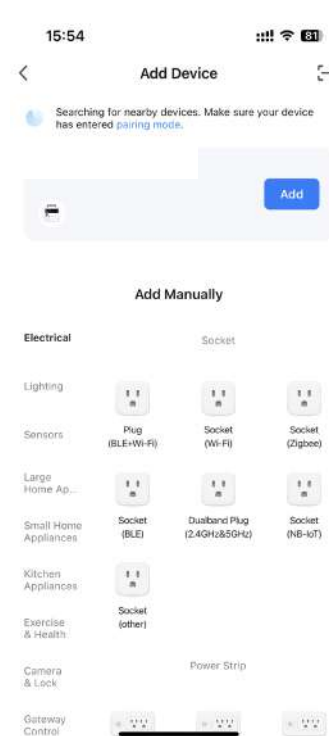 15:54
81
Add Device
Searching for nearby devices. Make sure your device
has entered pairing mode.
Add
Add Manually
Electrical
Socket
Lighting
Sensors
Plug
(BLE+Wi-Fi)
Socket
(Wi-Fi)
Socket
(Zigbee)
Large
Home Ap...
Small Home
Appliances
Socket
(BLE)
Dualband Plug
(2.4GHz&5GHz)
Socket
(NB-IoT)
Kitchen
Appliances
Socket
(other)
Exercise
& Health
Power Strip
Camera
& Lock
Gateway
Control